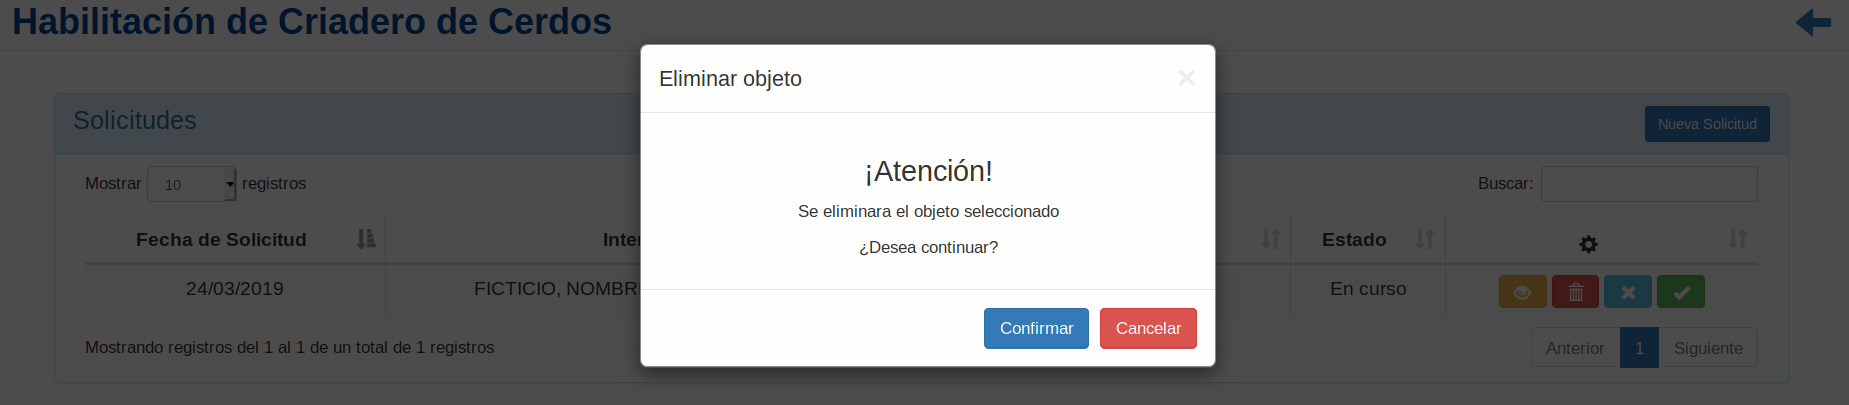 Habilitación de Criadero de Cerdos
Eliminar objeto
×
Solicitudes
Nueva Solicitud
¡Atención!
Mostrar 10 registros
Buscar:
Se eliminara el objeto seleccionado
¿Desea continuar?
Fecha de Solicitud
Estado
24/03/2019
FICTICIO,
En curso
Confirmar
Cancelar
Mostrando registros del 1 al 1 de un total de 1 registros
Anterior 1 Siguiente